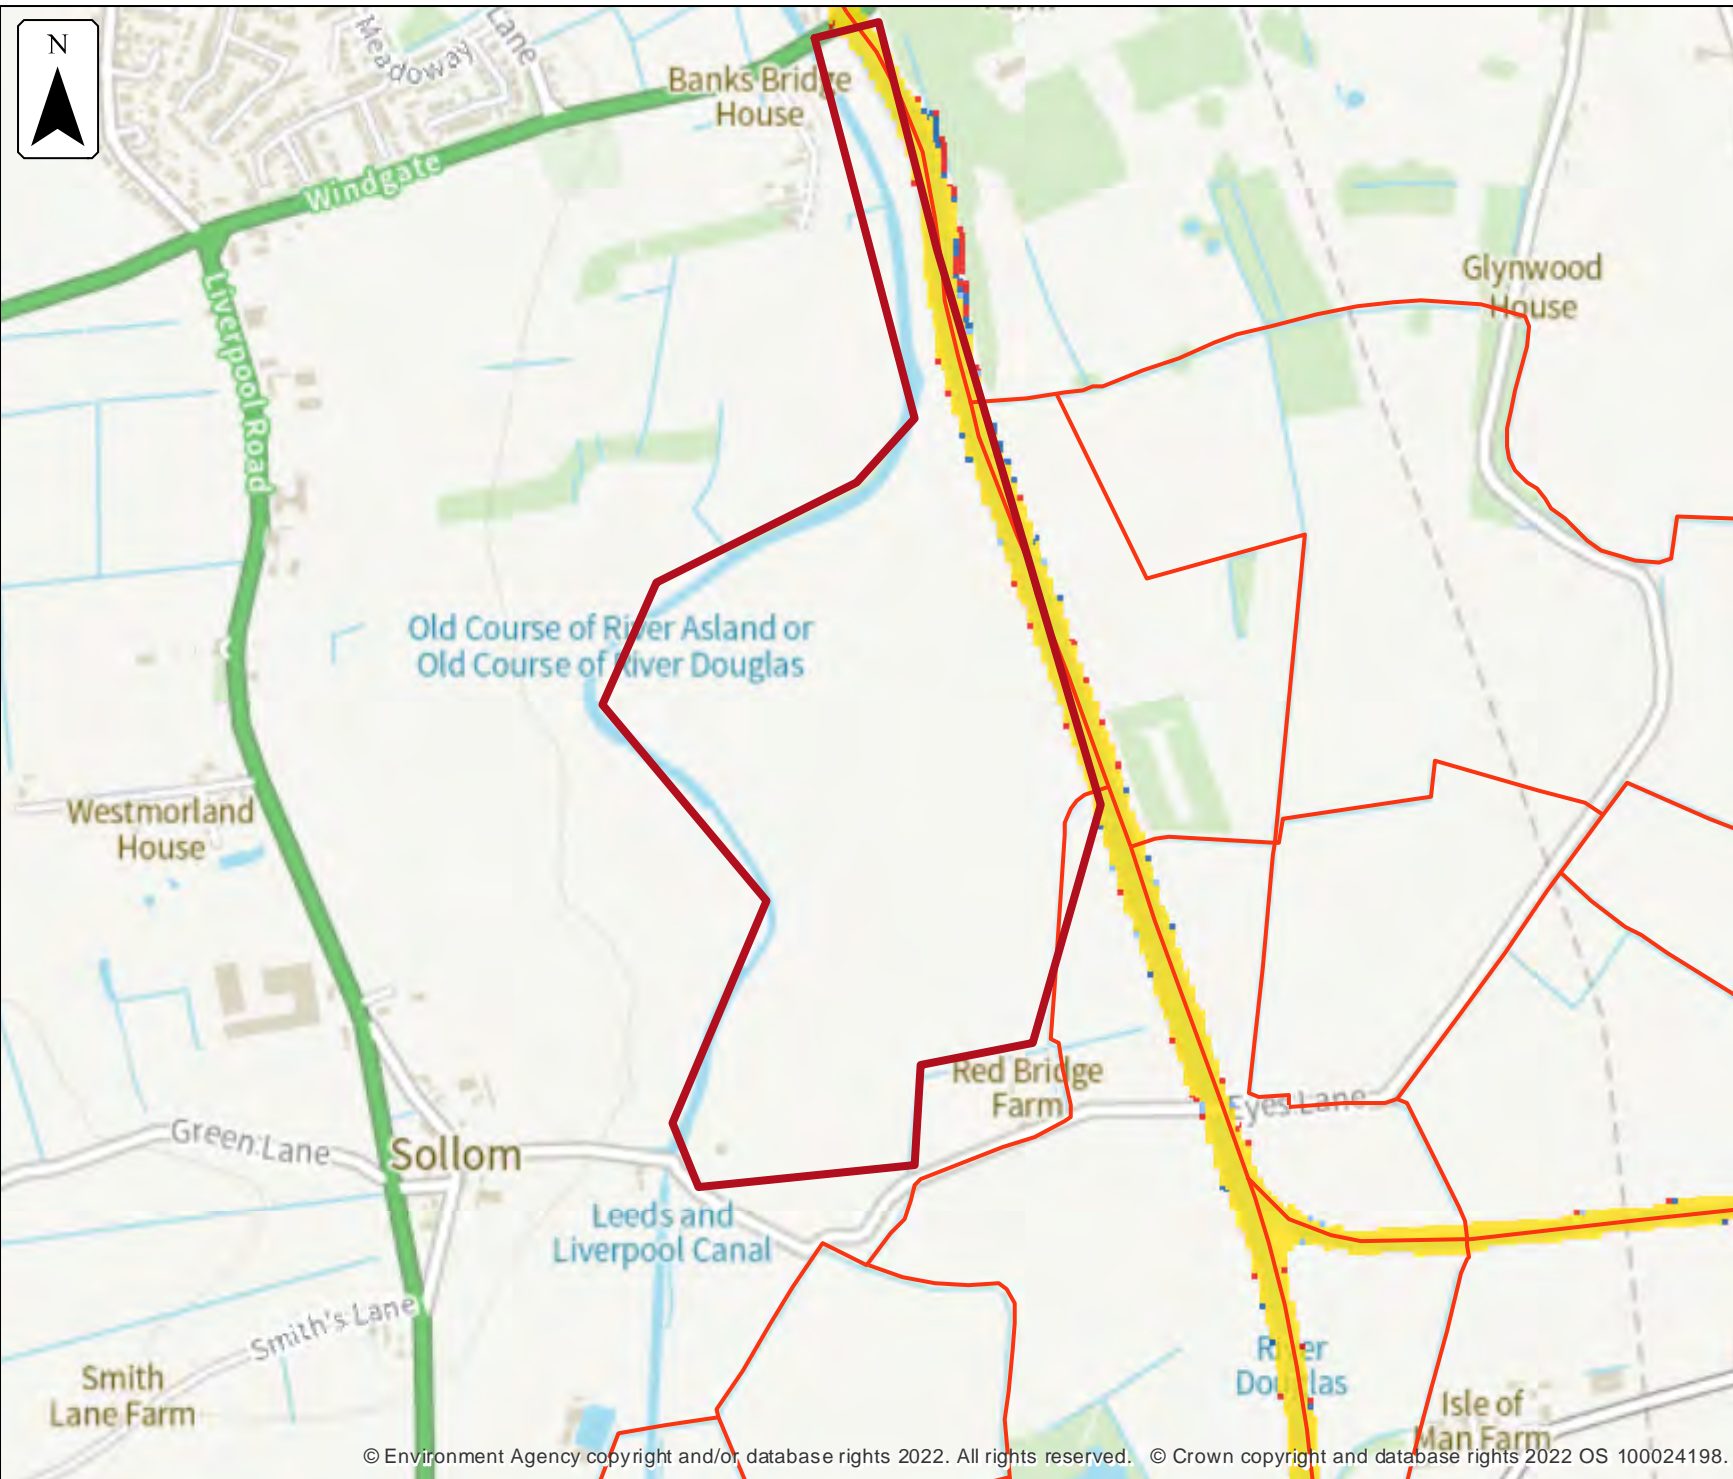 N
Meadoway
Lane
Banks Bridge
House
Windgate
Glynwood
House
Liverpool Road
Old Course of River Asland or
Old Course of River Douglas
Westmorland
House
Red Bridge
Farm
Eyes Lane
Green Lane
Sollom
Leeds and
Liverpool Canal
Smith's Lane
River
Douglas
Smith
Lane Farm
Isle of
Man Farm
© Environment Agency copyright and/or database rights 2022. All rights reserved. © Crown copyright and database rights 2022 OS 100024198.